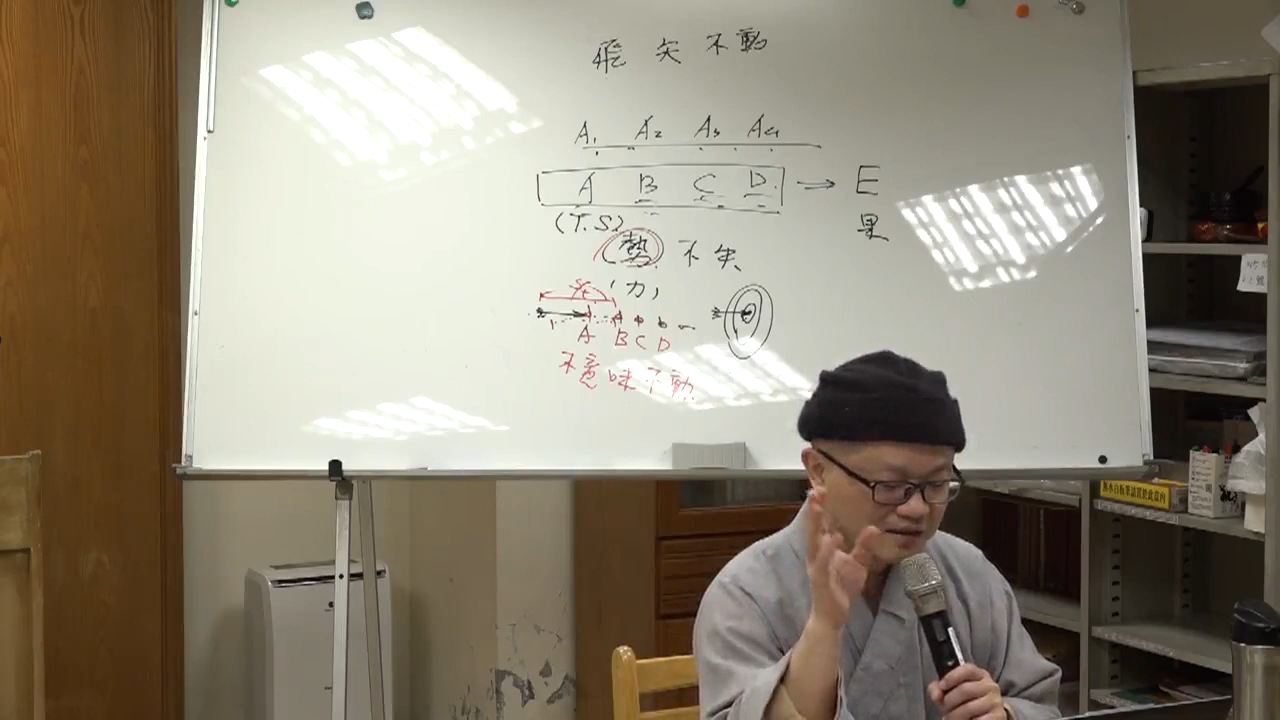 飛矢不動
A₁ A₂ A₃ A₄
A B C D → E
(T.S) 果
勢 不失
(力)
A B C D
不意味不動